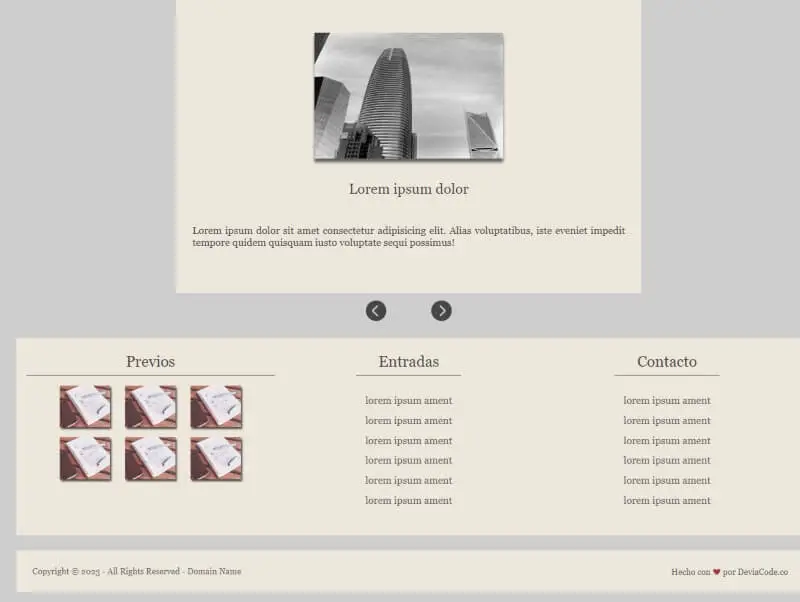 Lorem ipsum dolor
Lorem ipsum dolor sit amet consectetur adipisicing elit. Alias voluptatibus, iste eveniet impedit
tempore quidem quisquam iusto voluptate sequi possimus!
Previos
Entradas
lorem ipsum ament
lorem ipsum ament
lorem ipsum ament
lorem ipsum ament
lorem ipsum ament
lorem ipsum ament
Contacto
lorem ipsum ament
lorem ipsum ament
lorem ipsum ament
lorem ipsum ament
lorem ipsum ament
lorem ipsum ament
Copyright © 2023 - All Rights Reserved - Domain Name
Hecho con ❤ por DeviaCode.co